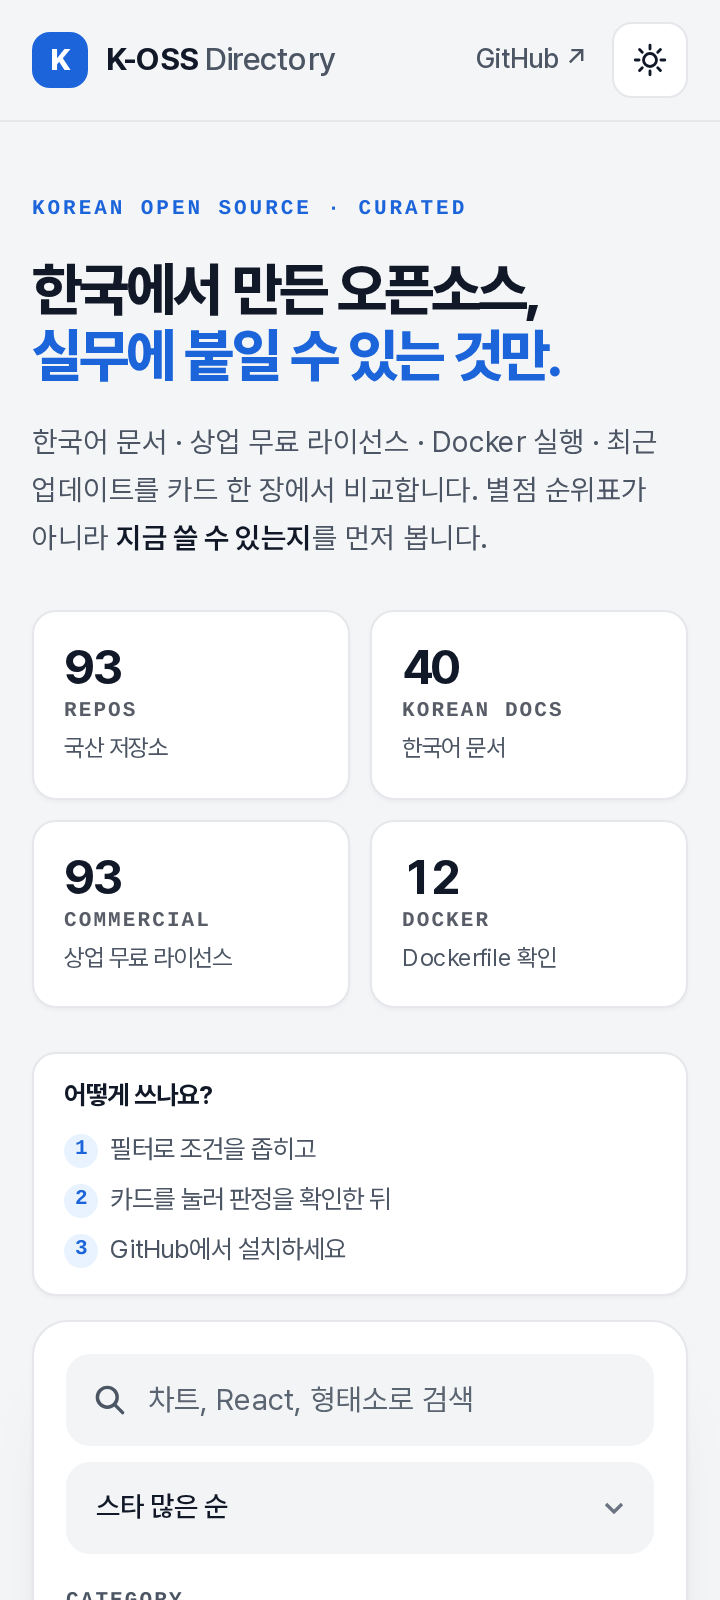 K K-OSS Directory GitHub ↗
KOREAN OPEN SOURCE · CURATED
한국에서 만든 오픈소스,
실무에 붙일 수 있는 것만.
한국어 문서 · 상업 무료 라이선스 · Docker 실행 · 최근
업데이트를 카드 한 장에서 비교합니다. 별점 순위표가
아니라 지금 쓸 수 있는지를 먼저 봅니다.
93
REPOS
국산 저장소
40
KOREAN DOCS
한국어 문서
93
COMMERCIAL
상업 무료 라이선스
12
DOCKER
Dockerfile 확인
어떻게 쓰나요?
1 필터로 조건을 좁히고
2 카드를 눌러 판정을 확인한 뒤
3 GitHub에서 설치하세요
차트, React, 형태소로 검색
스타 많은 순
CATEGORY